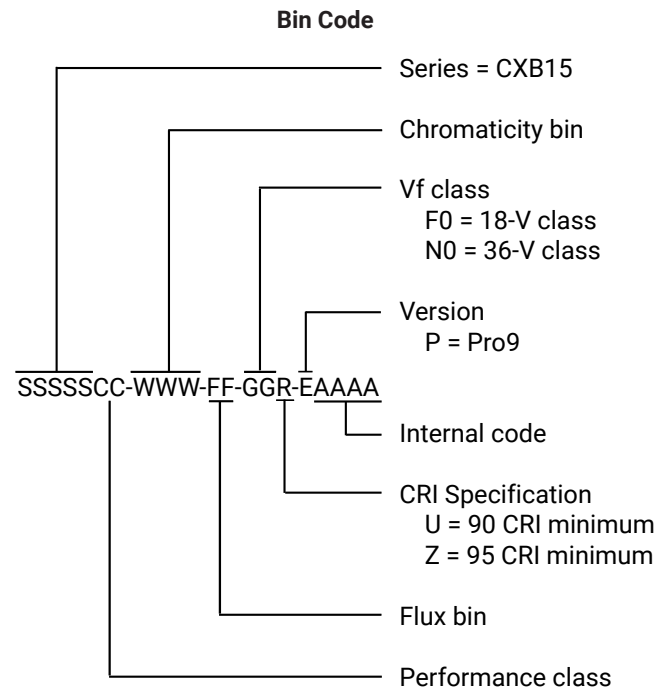 Bin Code
Series = CXB15
Chromaticity bin
Vf class
F0 = 18-V class
N0 = 36-V class
Version
P = Pro9
SSSSSCC-WWW-FF-GGR-EAAAA
Internal code
CRI Specification
U = 90 CRI minimum
Z = 95 CRI minimum
Flux bin
Performance class